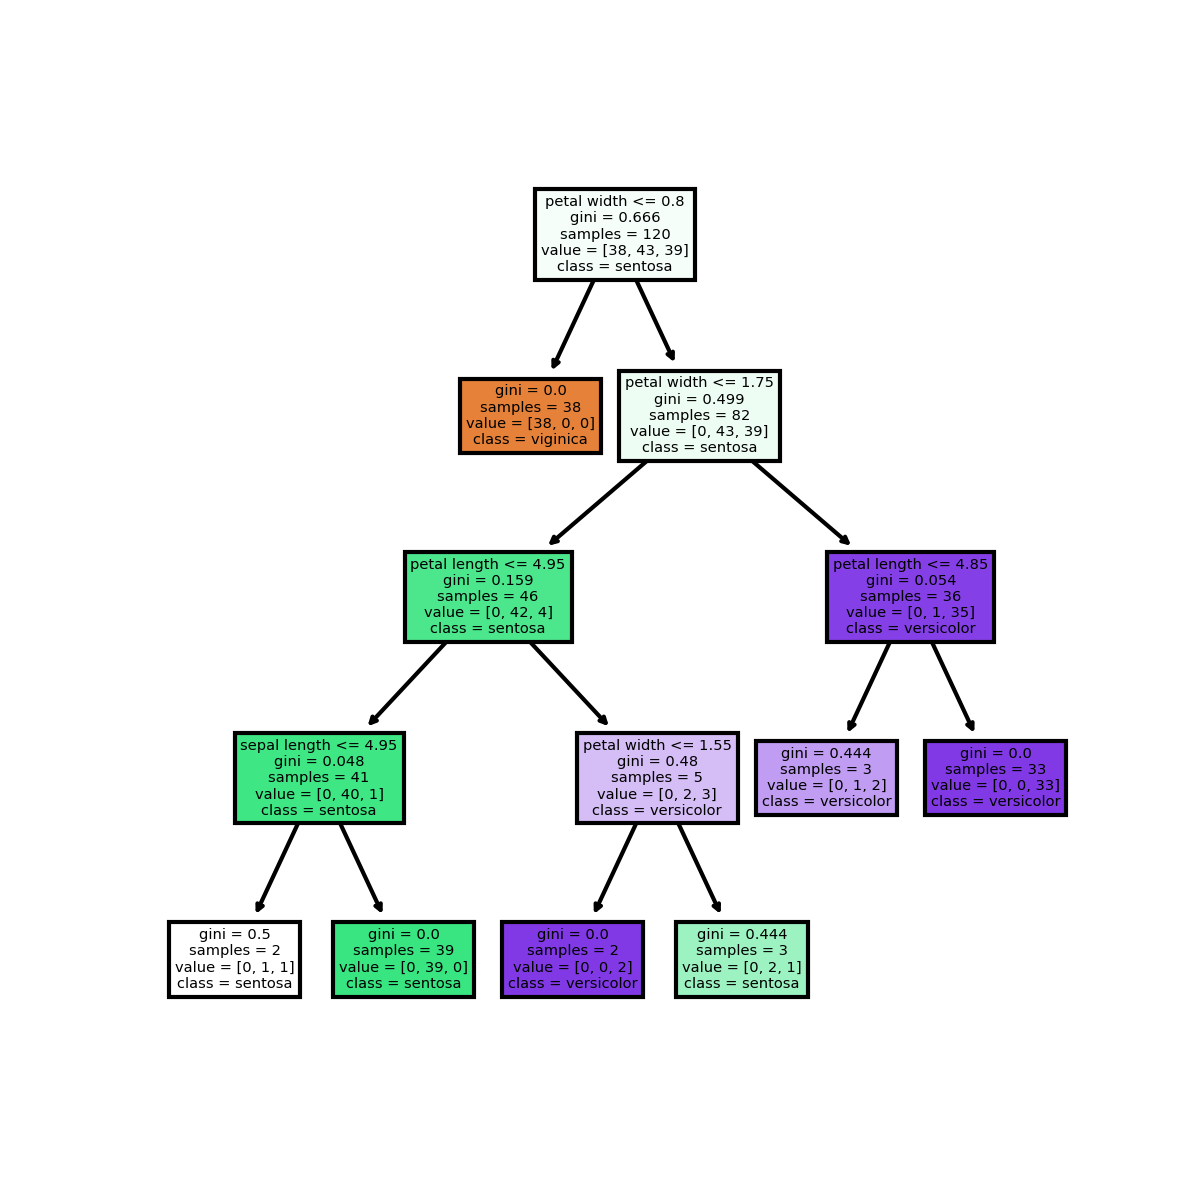 petal width <= 0.8
gini = 0.666
samples = 120
value = [38, 43, 39]
class = sentosa
gini = 0.0
samples = 38
value = [38, 0, 0]
class = viginica
petal width <= 1.75
gini = 0.499
samples = 82
value = [0, 43, 39]
class = sentosa
petal length <= 4.95
gini = 0.159
samples = 46
value = [0, 42, 4]
class = sentosa
petal length <= 4.85
gini = 0.054
samples = 36
value = [0, 1, 35]
class = versicolor
sepal length <= 4.95
gini = 0.048
samples = 41
value = [0, 40, 1]
class = sentosa
petal width <= 1.55
gini = 0.48
samples = 5
value = [0, 2, 3]
class = versicolor
gini = 0.444
samples = 3
value = [0, 1, 2]
class = versicolor
gini = 0.0
samples = 33
value = [0, 0, 33]
class = versicolor
gini = 0.5
samples = 2
value = [0, 1, 1]
class = sentosa
gini = 0.0
samples = 39
value = [0, 39, 0]
class = sentosa
gini = 0.0
samples = 2
value = [0, 0, 2]
class = versicolor
gini = 0.444
samples = 3
value = [0, 2, 1]
class = sentosa